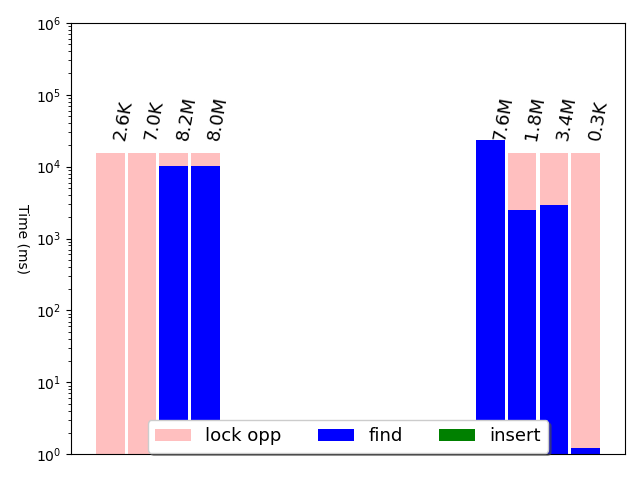 10^6
10^5
10^4
10^3
10^2
10^1
10^0
Time (ms)
2.6K
7.0K
8.2M
8.0M
7.6M
1.8M
3.4M
0.3K
lock opp find insert